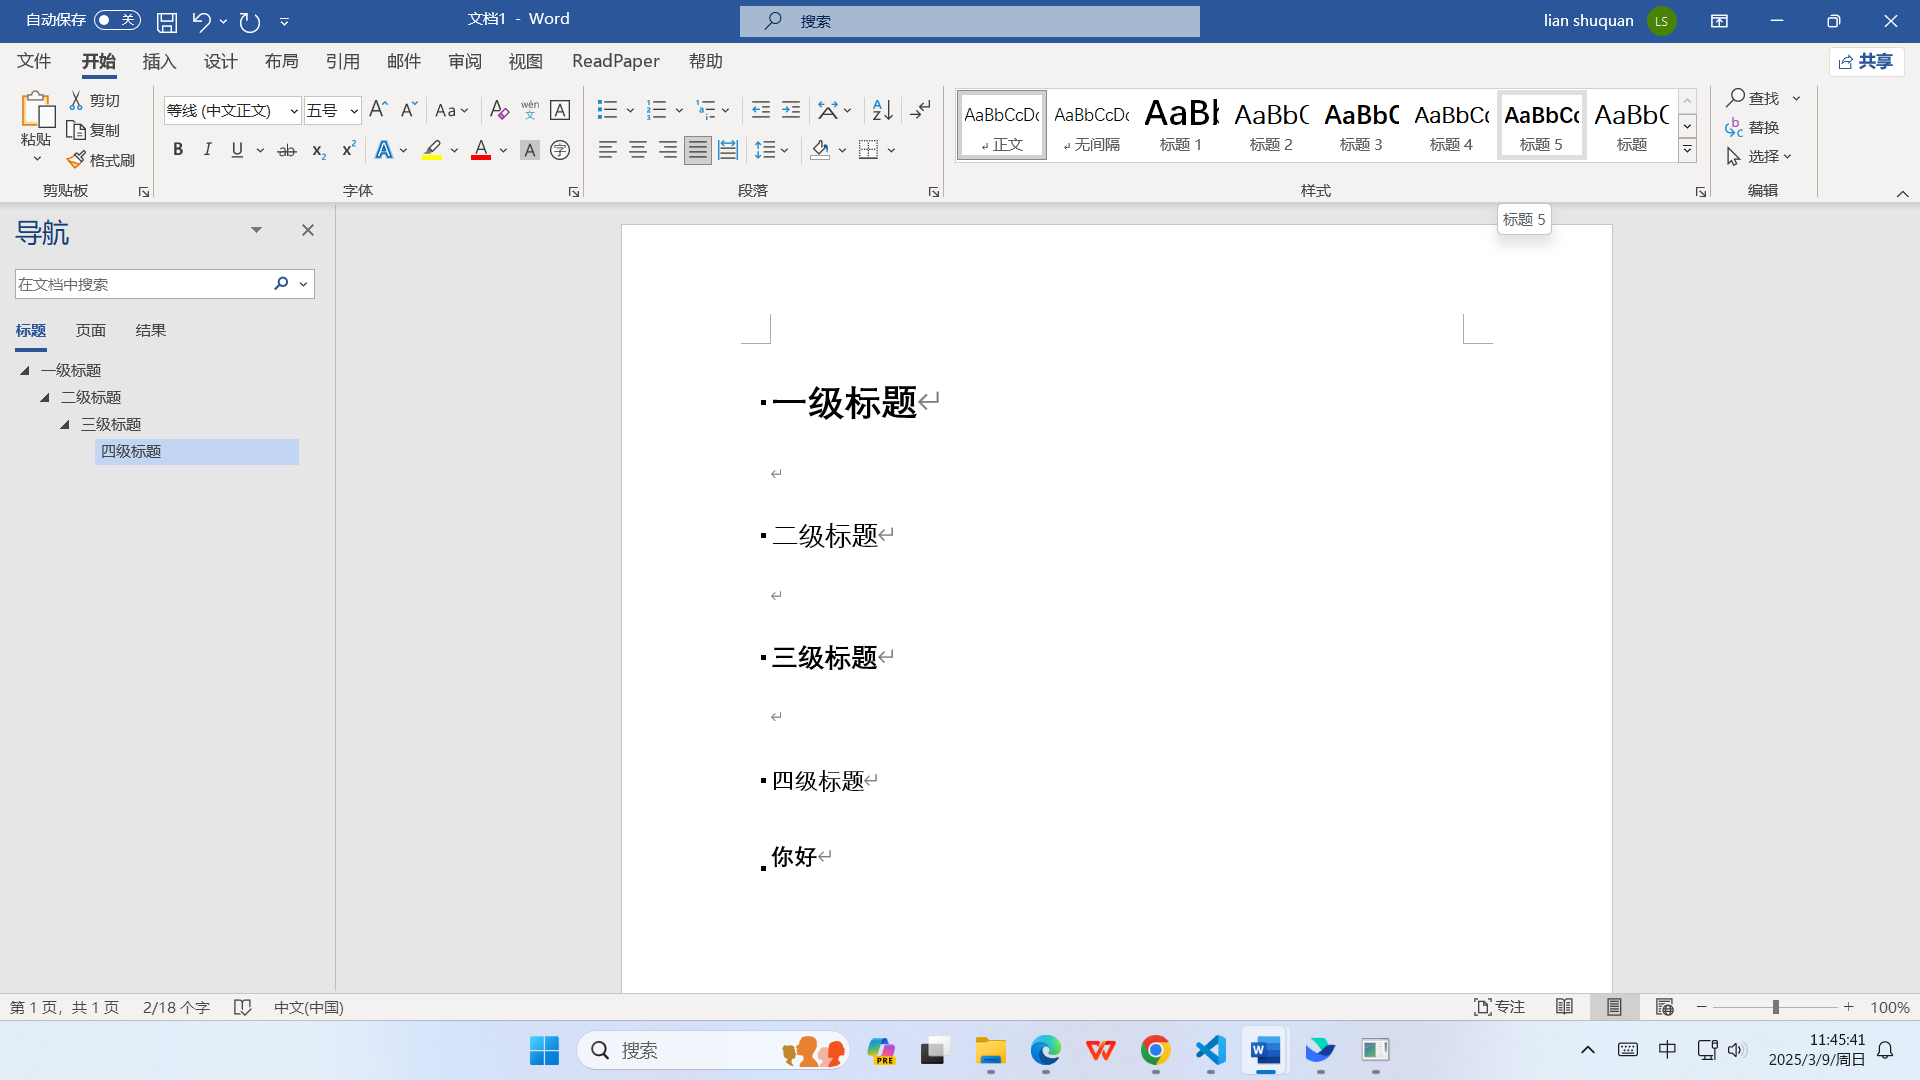 自动保存 关
文档1 - Word
搜索
lian shuquan LS
文件 开始 插入 设计 布局 引用 邮件 审阅 视图 ReadPaper 帮助
共享
粘贴
剪切
复制
格式刷
剪贴板
等线 (中文正文) 五号
字体
段落
AaBbCcDc AaBbCcDc AaBb AaBbC AaBbC AaBbCc AaBbCc AaBbC
正文 无间隔 标题 1 标题 2 标题 3 标题 4 标题 5 标题
样式
查找
替换
选择
编辑
标题 5
导航
在文档中搜索
标题 页面 结果
一级标题
二级标题
三级标题
四级标题
一级标题
二级标题
三级标题
四级标题
你好
第 1 页，共 1 页 2/18 个字 中文(中国)
专注 100%
搜索
PRE
中
11:45:41
2025/3/9/周日